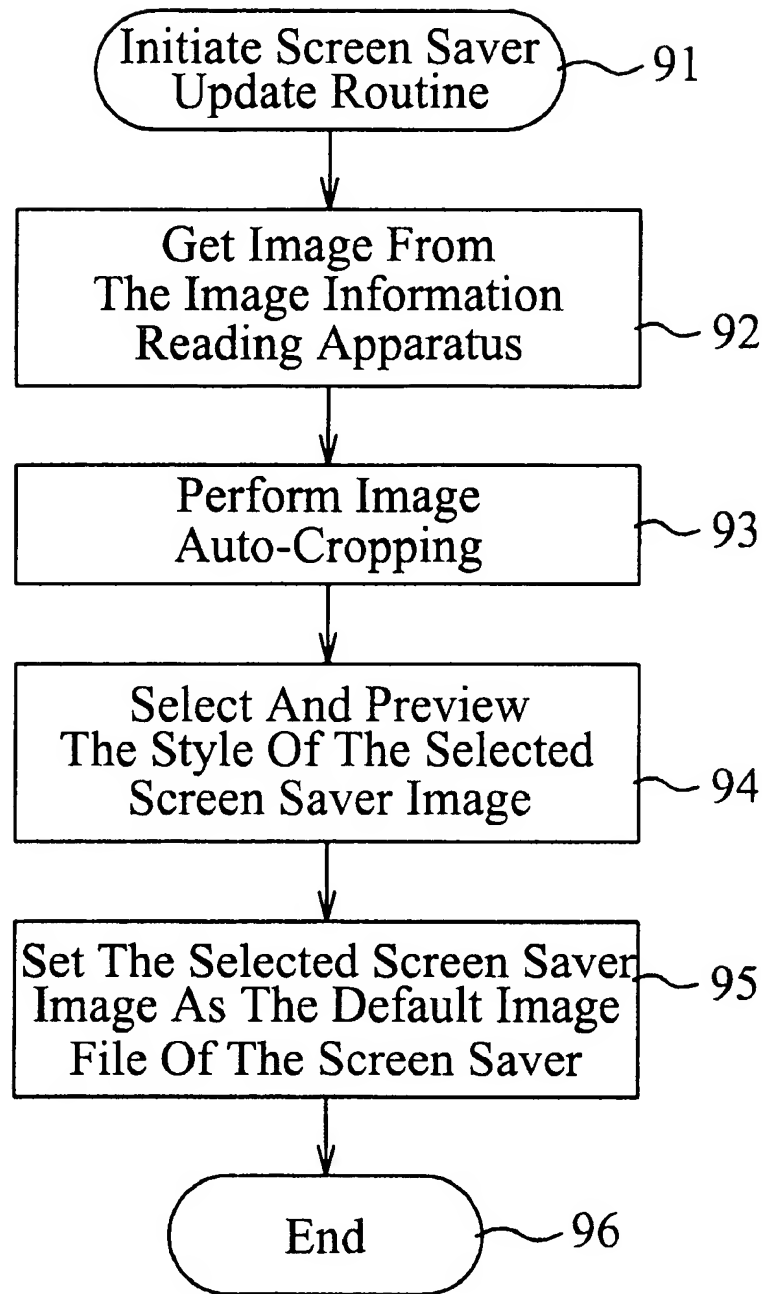 Initiate Screen Saver
Update Routine
91
Get Image From
The Image Information
Reading Apparatus
92
Perform Image
Auto-Cropping
93
Select And Preview
The Style Of The Selected
Screen Saver Image
94
Set The Selected Screen Saver
Image As The Default Image
File Of The Screen Saver
95
End
96